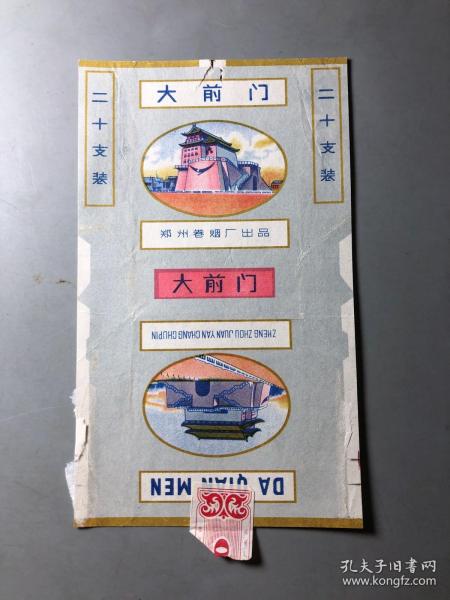 大前门
二十支装
二十支装
郑州卷烟厂出品
大前门
ZHENG ZHOU JUAN YAN CHANG CHUPIN
DA QIAN MEN
孔夫子旧书网
www.kongfz.com